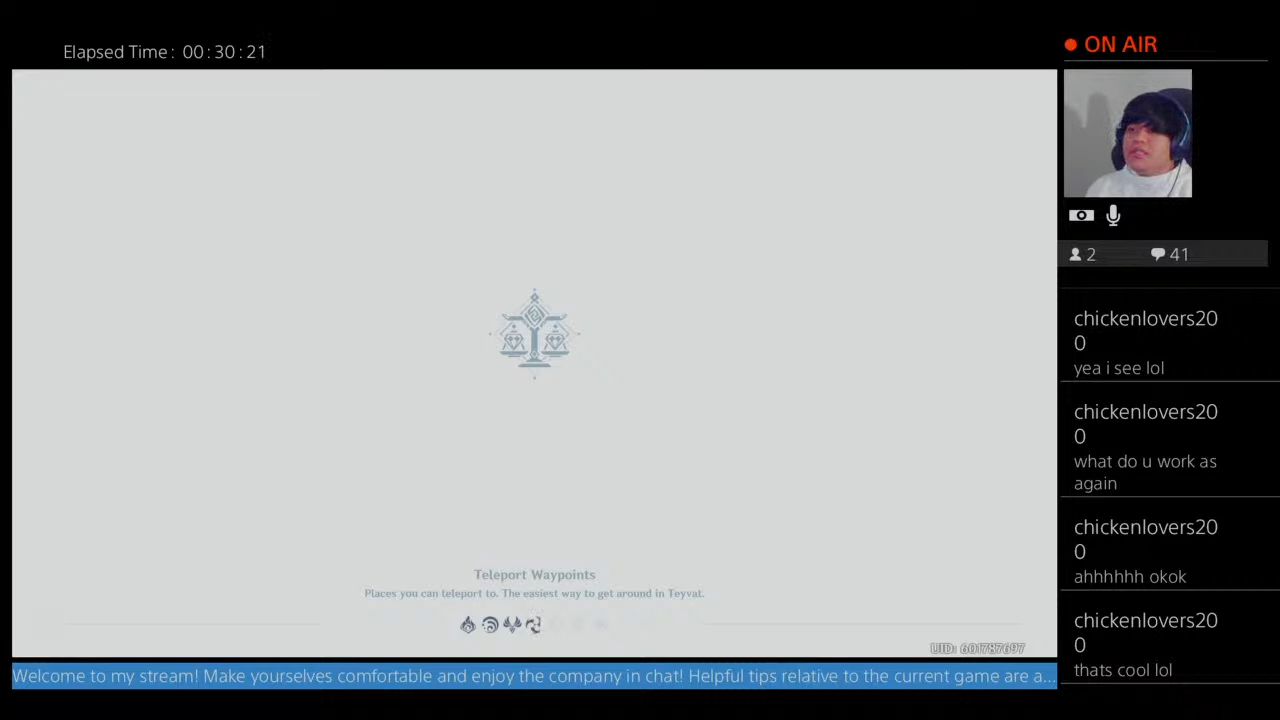 Elapsed Time: 00:30:21
ON AIR
2 41
chickenlovers20
0
yea i see lol
chickenlovers20
0
what do u work as
again
chickenlovers20
0
ahhhhhh okok
chickenlovers20
0
thats cool lol
Teleport Waypoints
Places you can teleport to. The easiest way to get around in Teyvat.
UID: 601787697
Welcome to my stream! Make yourselves comfortable and enjoy the company in chat! Helpful tips relative to the current game are a...